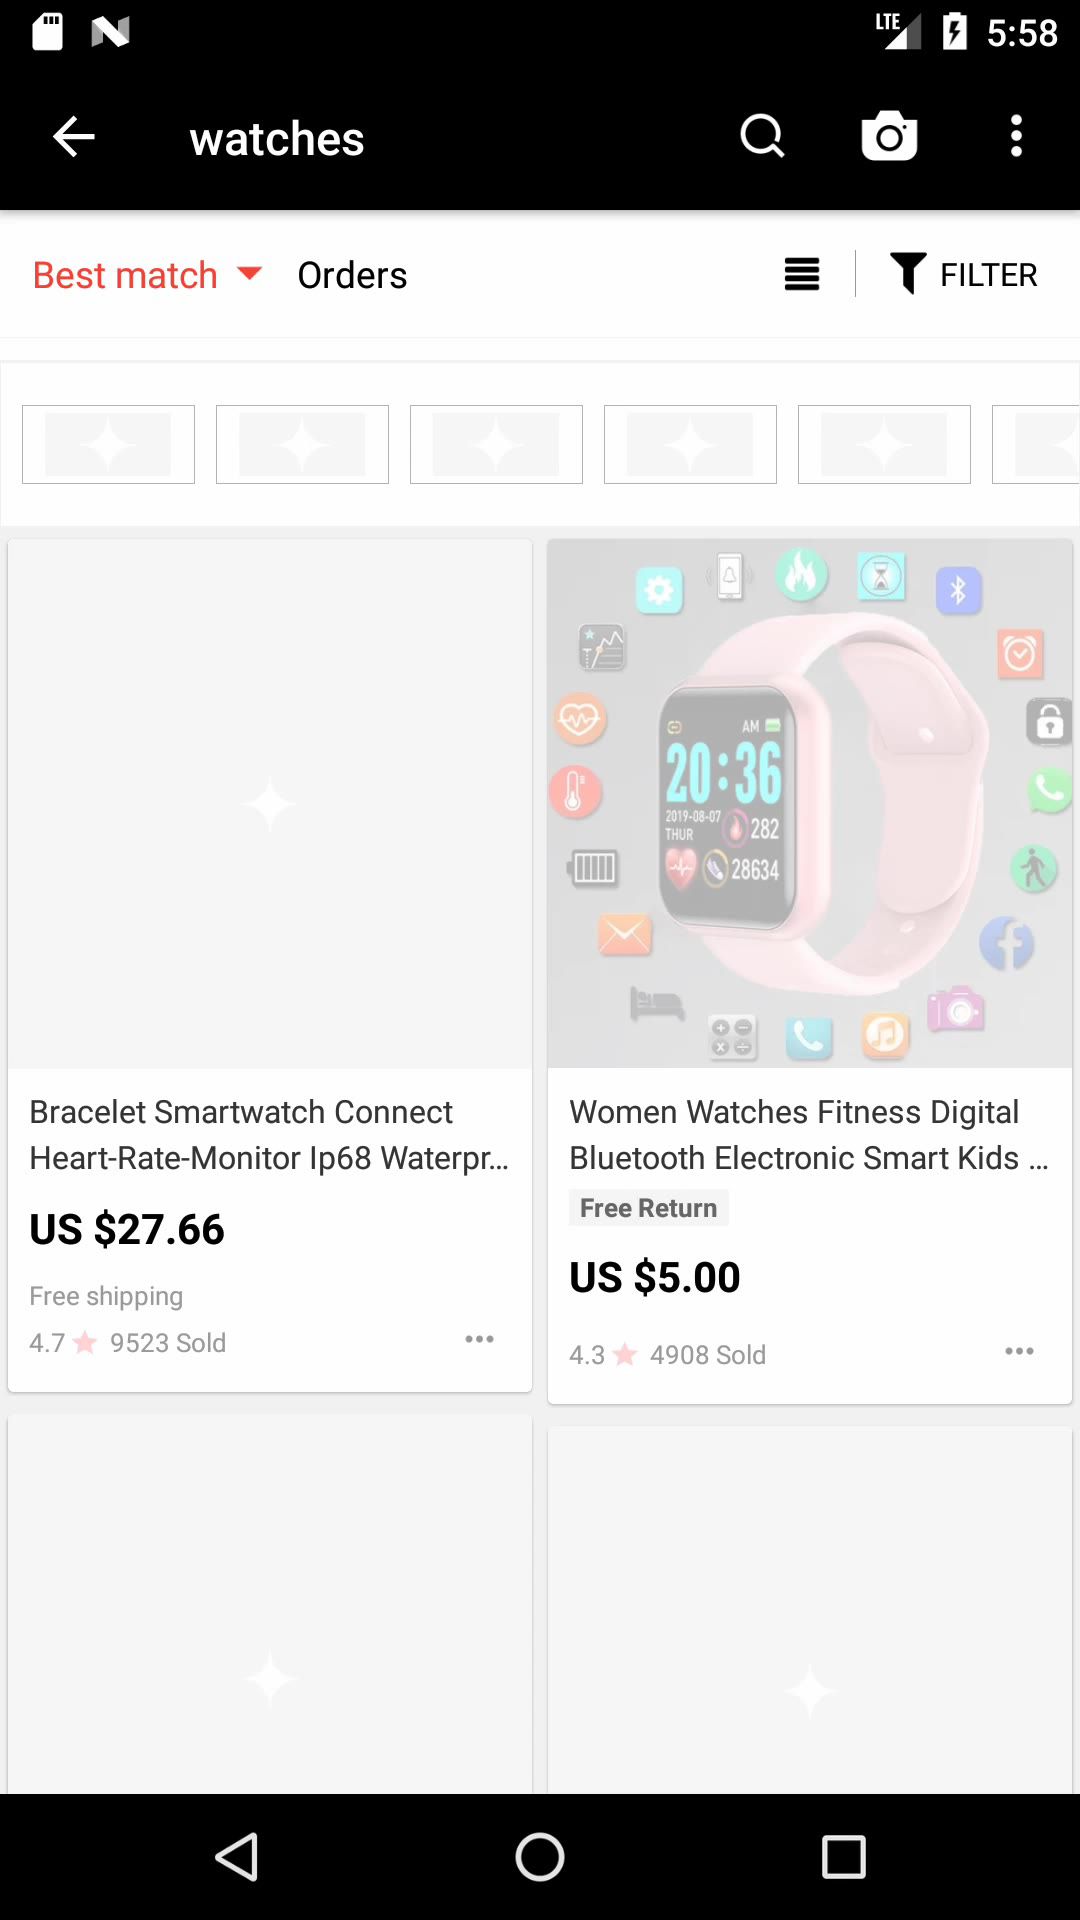 LTE 5:58
watches
Best match Orders FILTER
AM
20:36
2019-08-07
THUR 282
28634
Bracelet Smartwatch Connect
Heart-Rate-Monitor Ip68 Waterpr...
US $27.66
Free shipping
4.7 9523 Sold
Women Watches Fitness Digital
Bluetooth Electronic Smart Kids ...
Free Return
US $5.00
4.3 4908 Sold